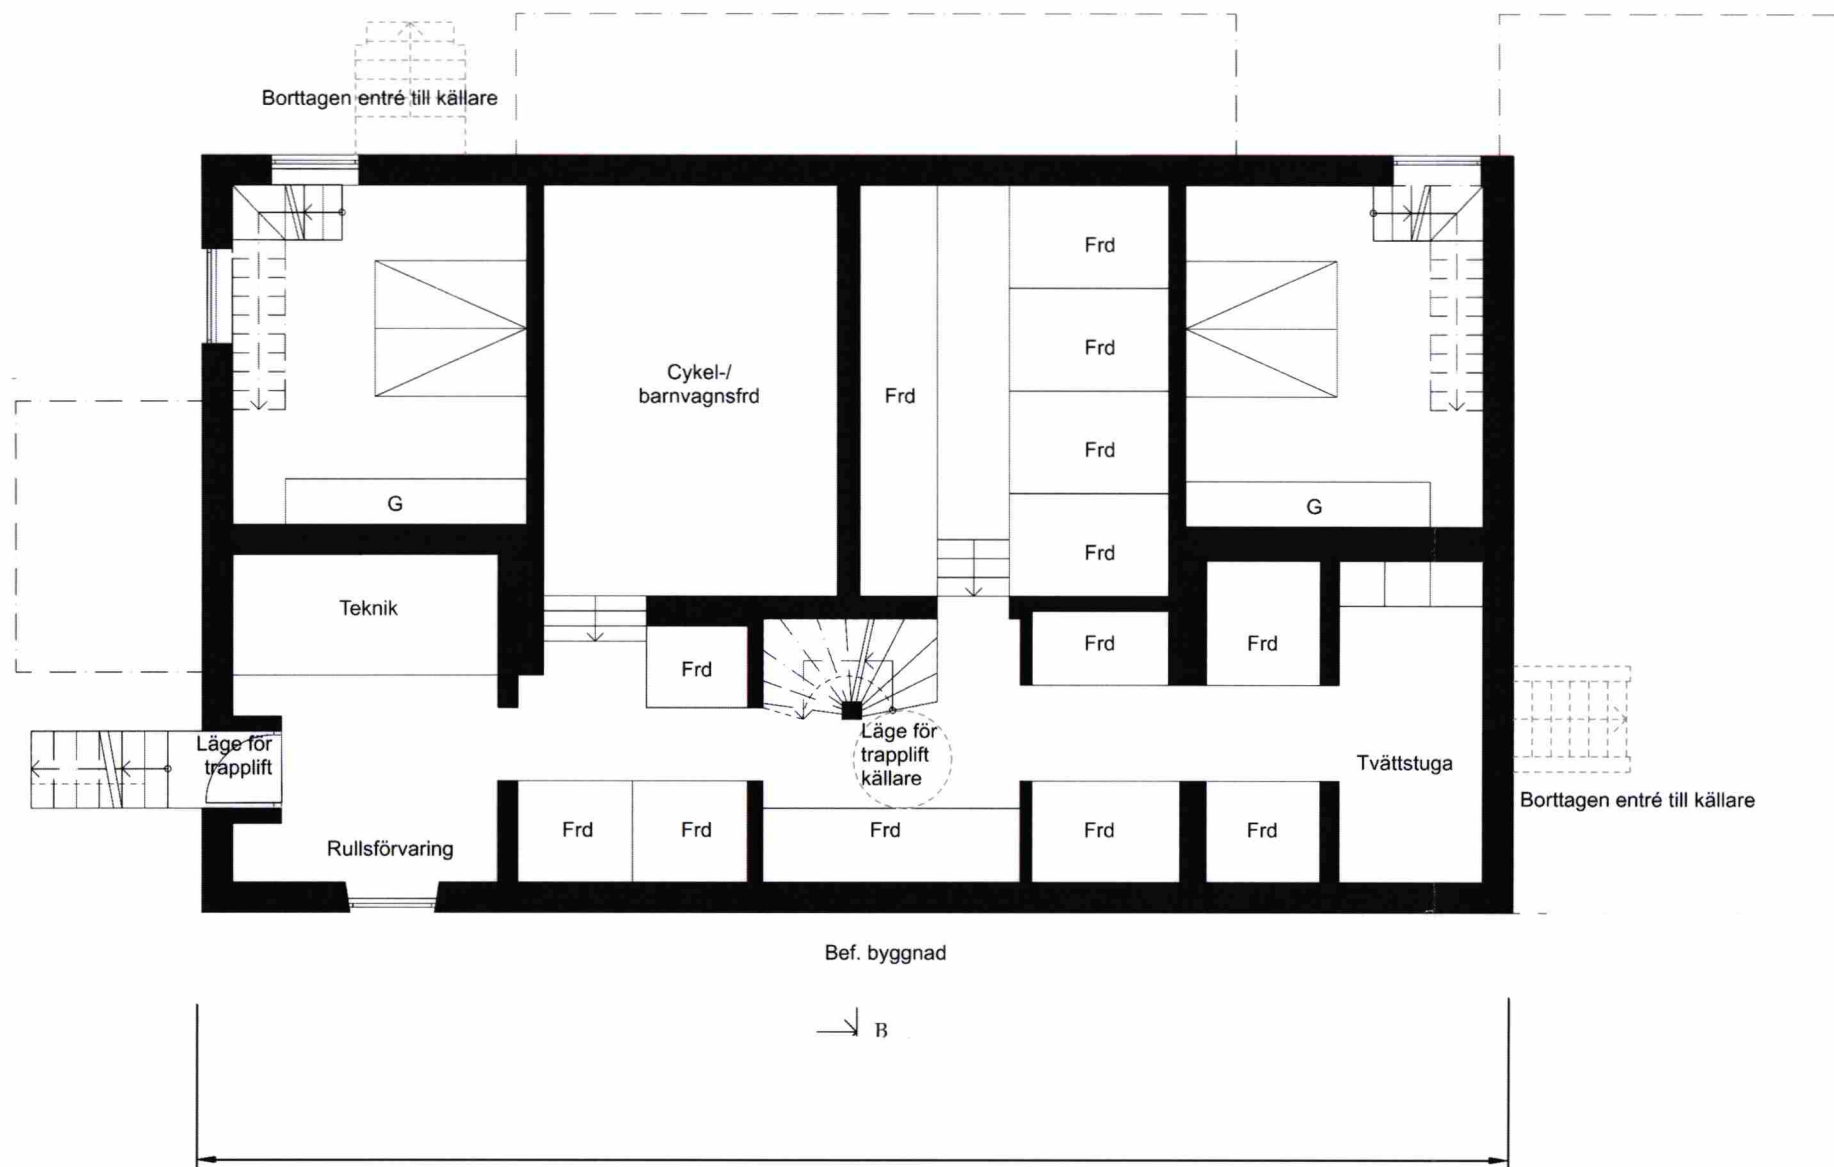 Borttagen entré till källare
Frd
Frd
Cykel-/
barnvagnsfrd
Frd
Frd
G
G
Frd
Teknik
Frd
Frd
Frd
Läge för
trapplift
Läge för
trapplift
källare
Tvättstuga
Borttagen entré till källare
Rullsförvaring
Frd
Frd
Frd
Frd
Frd
Bef. byggnad
B